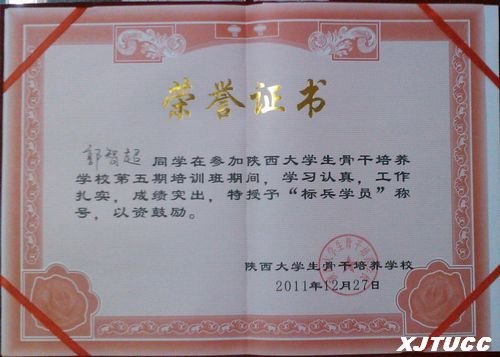 荣誉证书
郭智超 同学在参加陕西大学生骨干培养
学校第五期培训班期间，学习认真，工作
扎实，成绩突出，特授予“标兵学员”称
号，以资鼓励。
陕西大学生骨干培养学校
2011年12月27日
XJTUCC